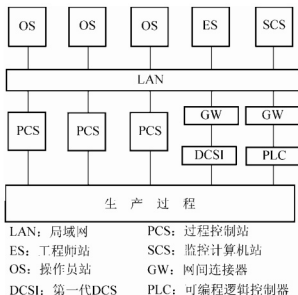 OS OS OS ES SCS
LAN
GW GW
PCS PCS PCS
DCSI PLC
生产过程
LAN：局域网 PCS：过程控制站
ES：工程师站 SCS：监控计算机站
OS：操作员站 GW：网间连接器
DCSI：第一代DCS PLC：可编程逻辑控制器